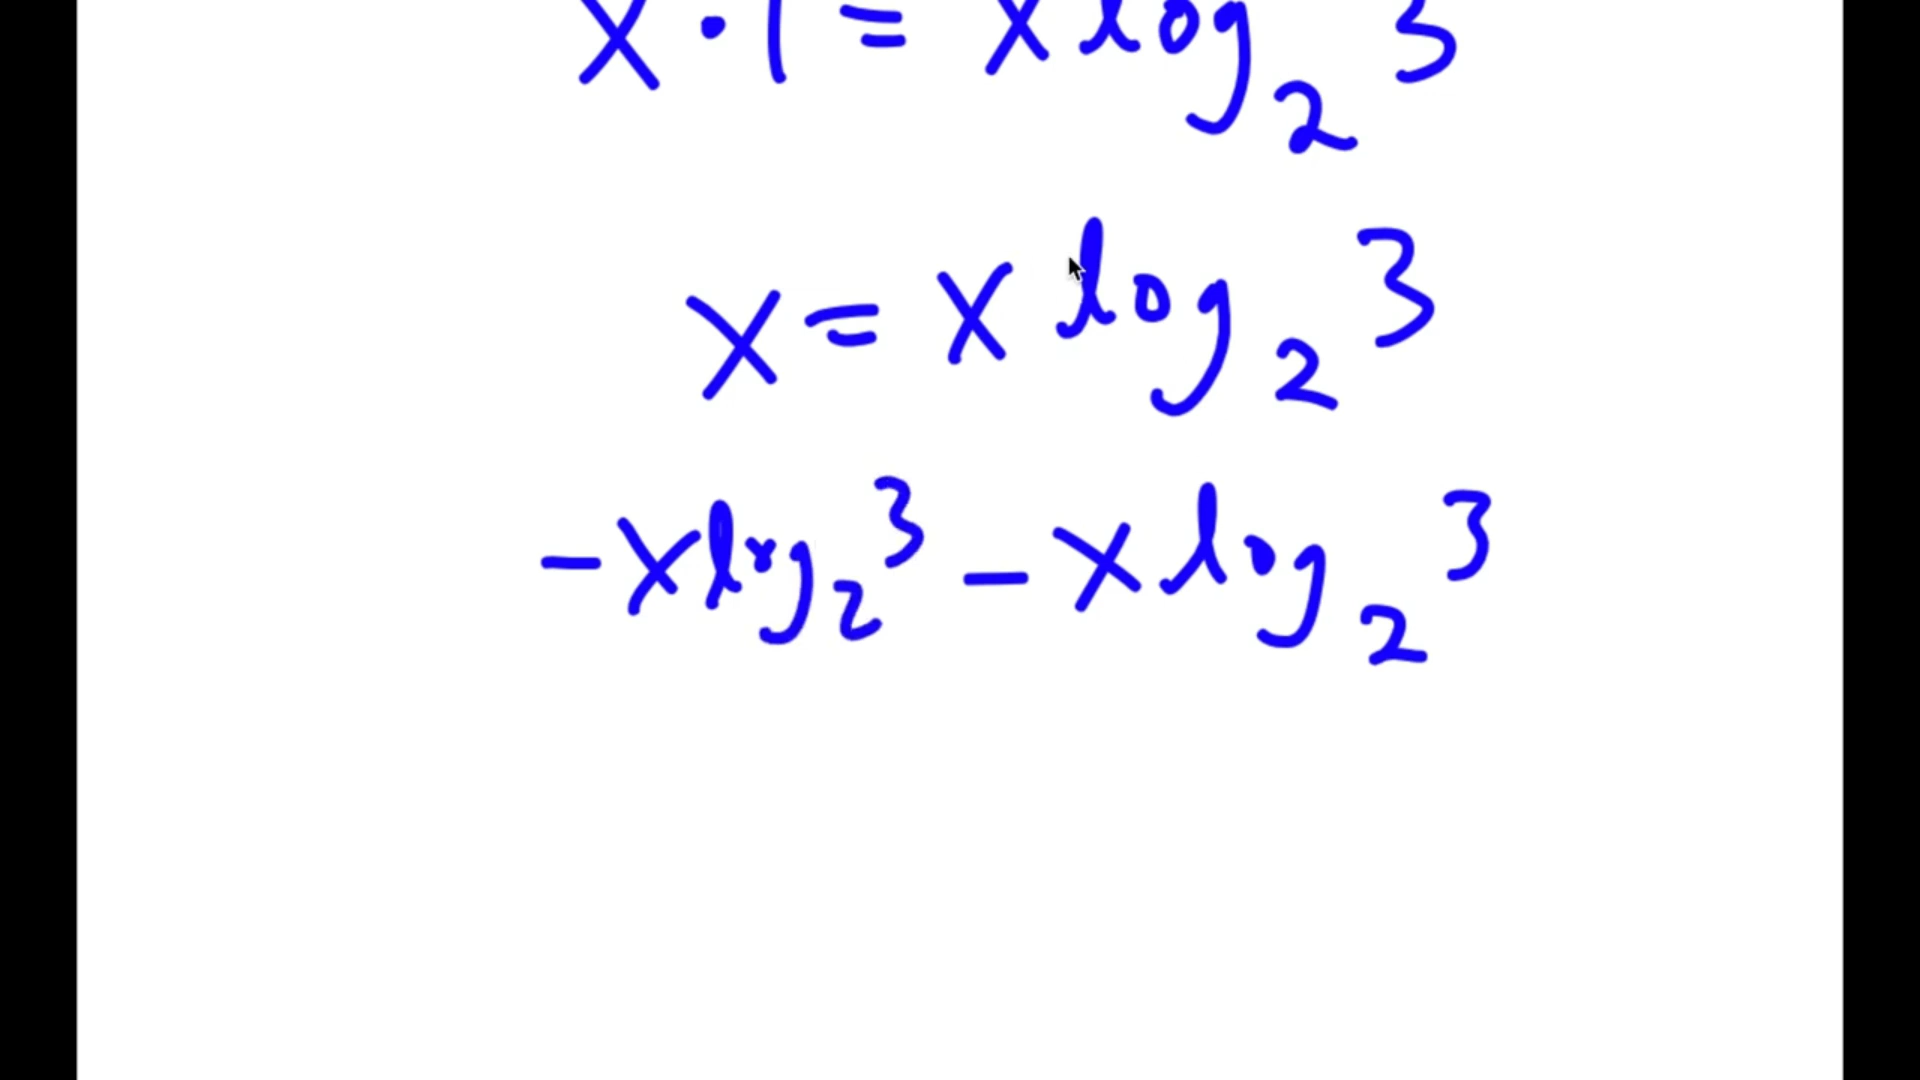 x · 1 = x log₂ 3
x = x log₂ 3
- x log₂ 3 - x log₂ 3